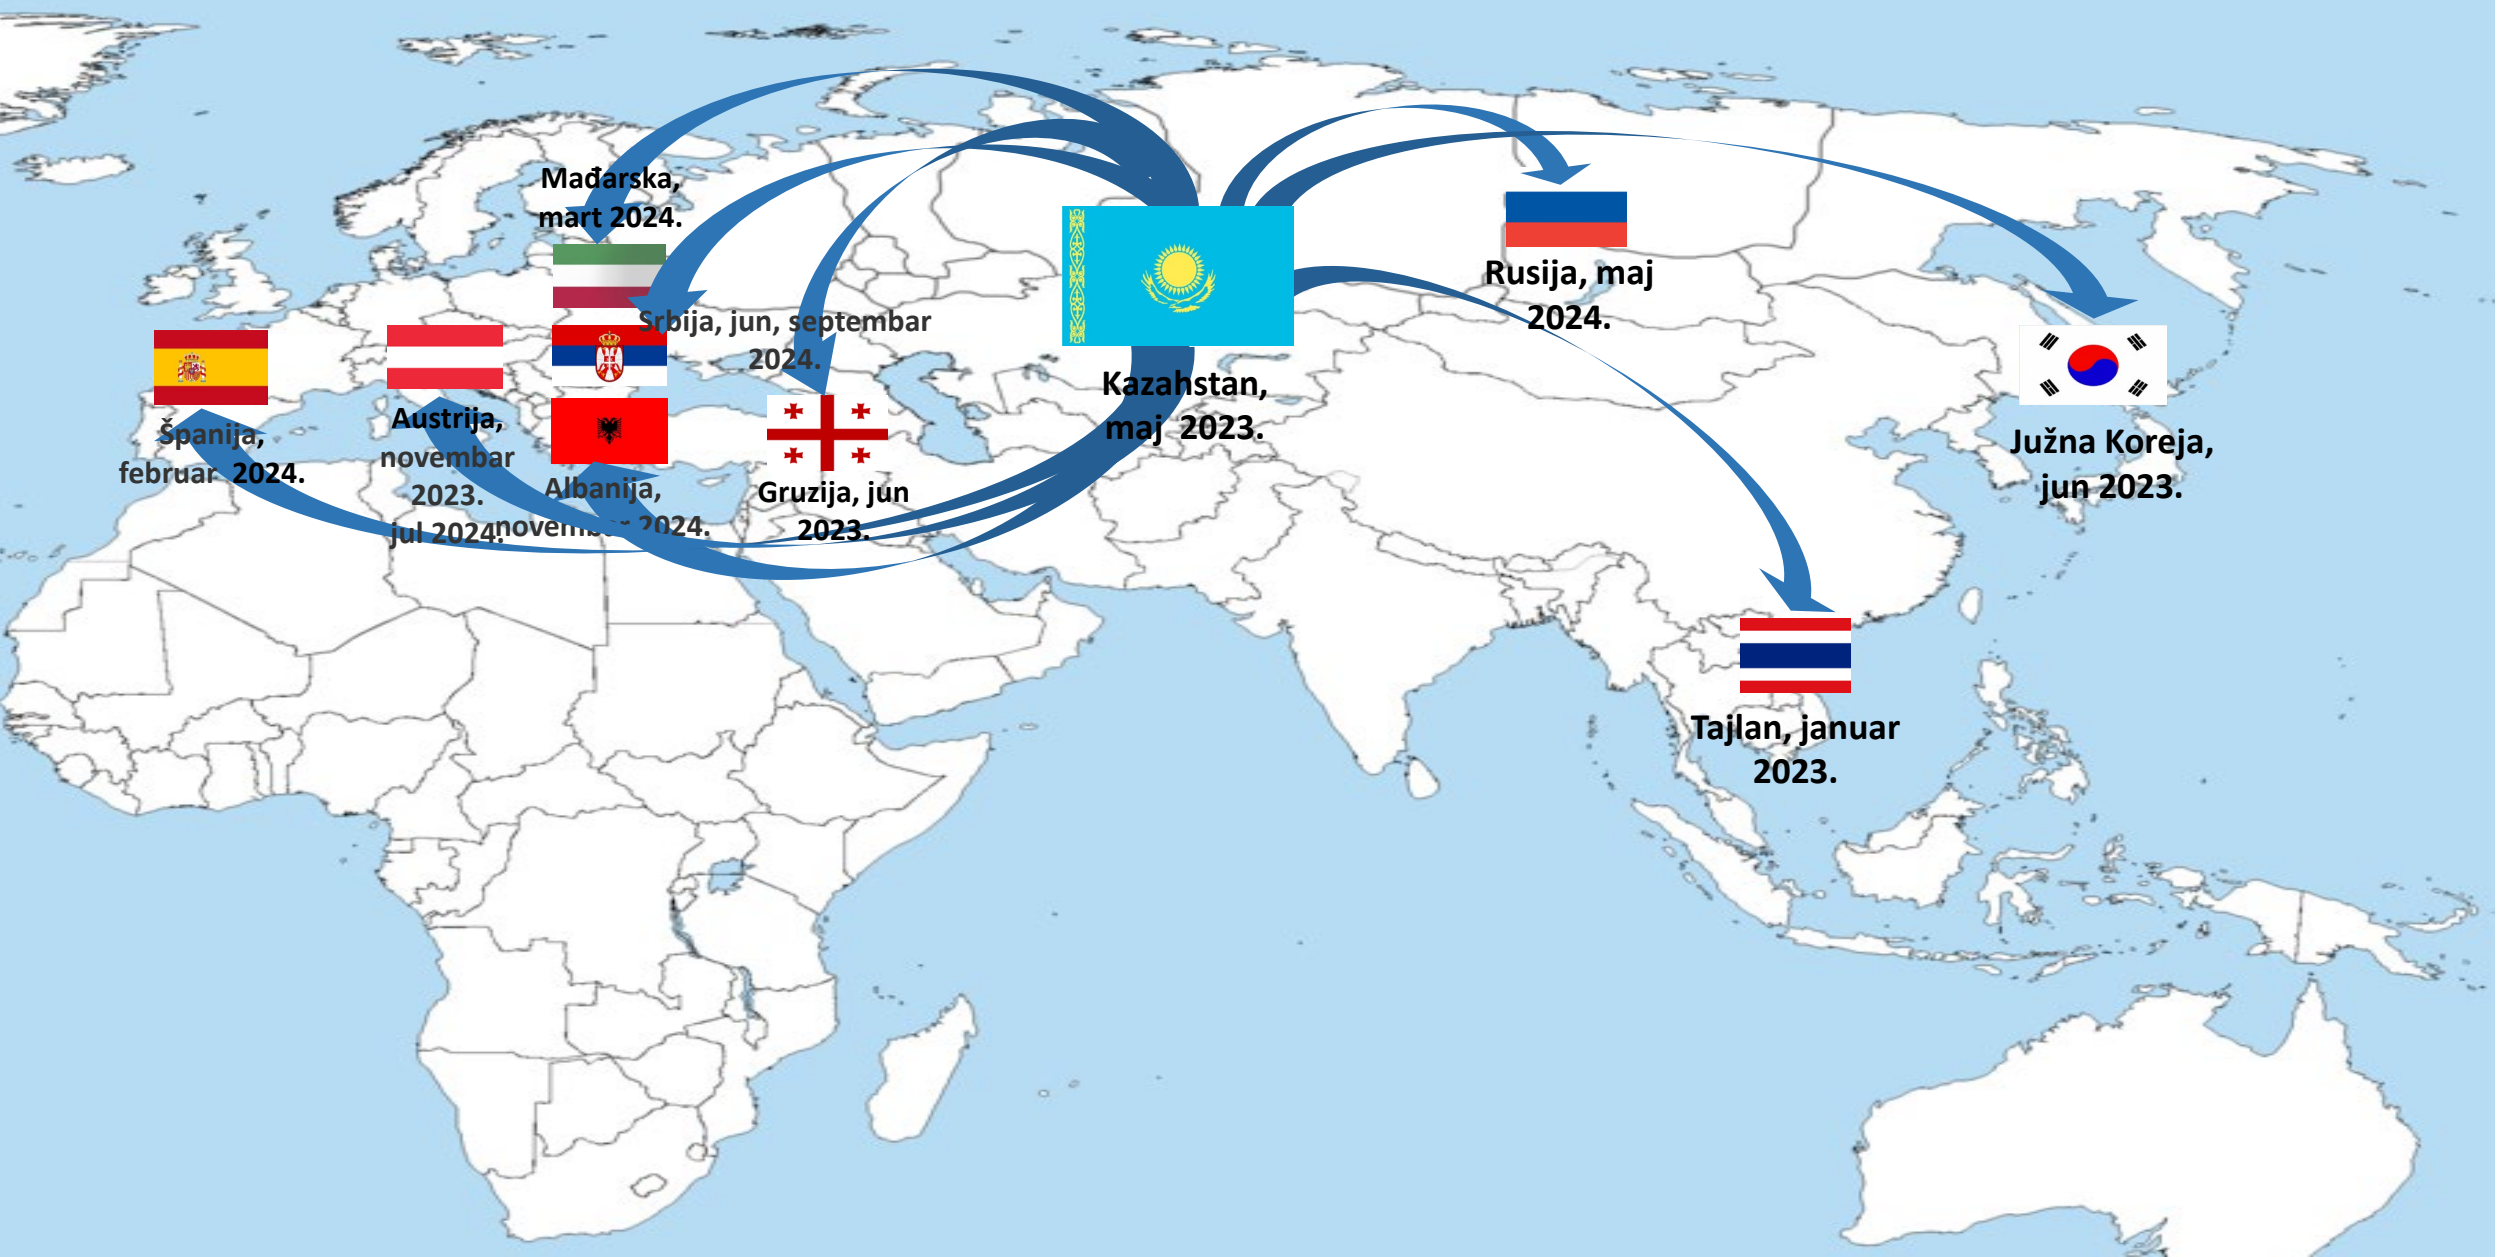 Mađarska,
mart 2024.
Srbija, jun, septembar
2024.
Rusija, maj
2024.
Kazahstan,
maj 2023.
Španija,
februar 2024.
Austrija,
novembar
2023.
jul 2024.
Albanija,
novembar 2024.
Gruzija, jun
2023.
Južna Koreja,
jun 2023.
Tajlan, januar
2023.